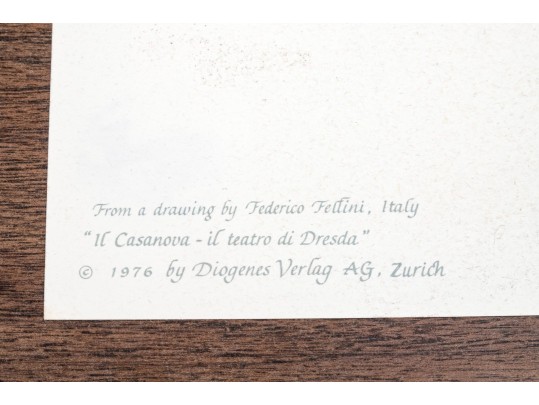 From a drawing by Federico Fellini, Italy
"Il Casanova - il teatro di Dresda"
© 1976 by Diogenes Verlag AG, Zurich